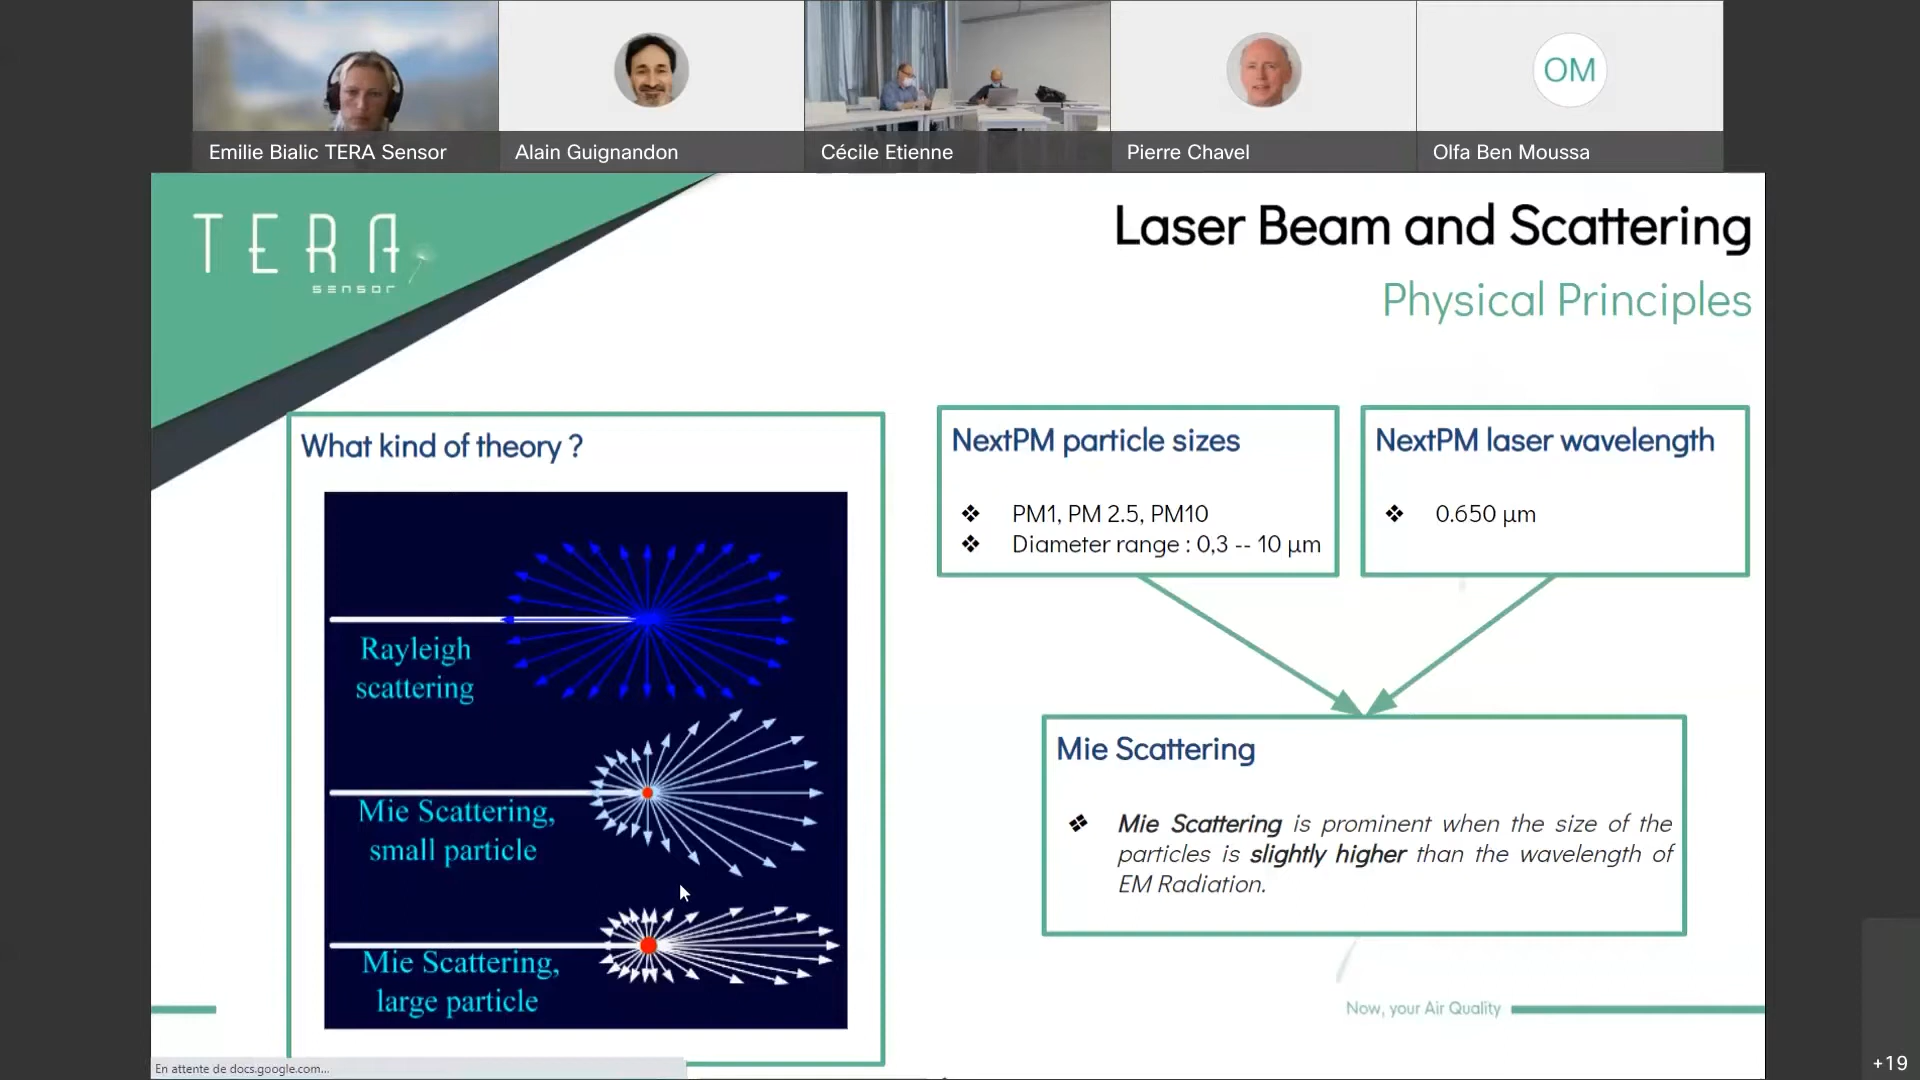 Emilie Bialic TERA Sensor
Alain Guignandon
Cécile Etienne
Pierre Chavel
OM
Olfa Ben Moussa
TERA
sensor
Laser Beam and Scattering
Physical Principles
What kind of theory ?
Rayleigh
scattering
Mie Scattering,
small particle
Mie Scattering,
large particle
NextPM particle sizes
❖ PM1, PM 2.5, PM10
❖ Diameter range : 0,3 -- 10 µm
NextPM laser wavelength
❖ 0.650 µm
Mie Scattering
❖ Mie Scattering is prominent when the size of the
particles is slightly higher than the wavelength of
EM Radiation.
Now, your Air Quality
En attente de docs.google.com...
+19